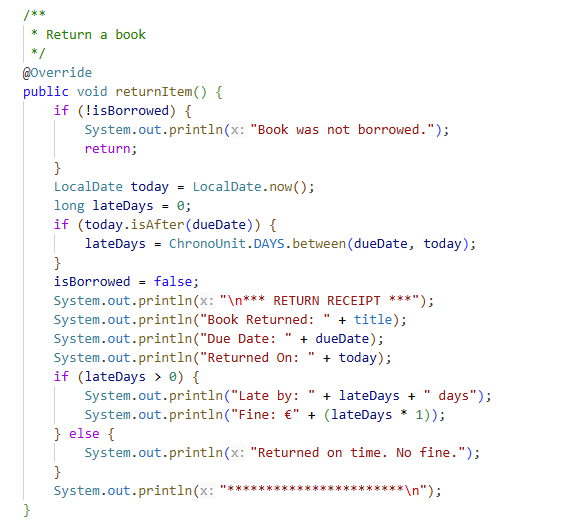 /**
 * Return a book
 */
@Override
public void returnItem() {
    if (!isBorrowed) {
        System.out.println(x: "Book was not borrowed.");
        return;
    }
    LocalDate today = LocalDate.now();
    long lateDays = 0;
    if (today.isAfter(dueDate)) {
        lateDays = ChronoUnit.DAYS.between(dueDate, today);
    }
    isBorrowed = false;
    System.out.println(x: "\n*** RETURN RECEIPT ***");
    System.out.println("Book Returned: " + title);
    System.out.println("Due Date: " + dueDate);
    System.out.println("Returned On: " + today);
    if (lateDays > 0) {
        System.out.println("Late by: " + lateDays + " days");
        System.out.println("Fine: €" + (lateDays * 1));
    } else {
        System.out.println(x: "Returned on time. No fine.");
    }
    System.out.println(x: "***********************\n");
}